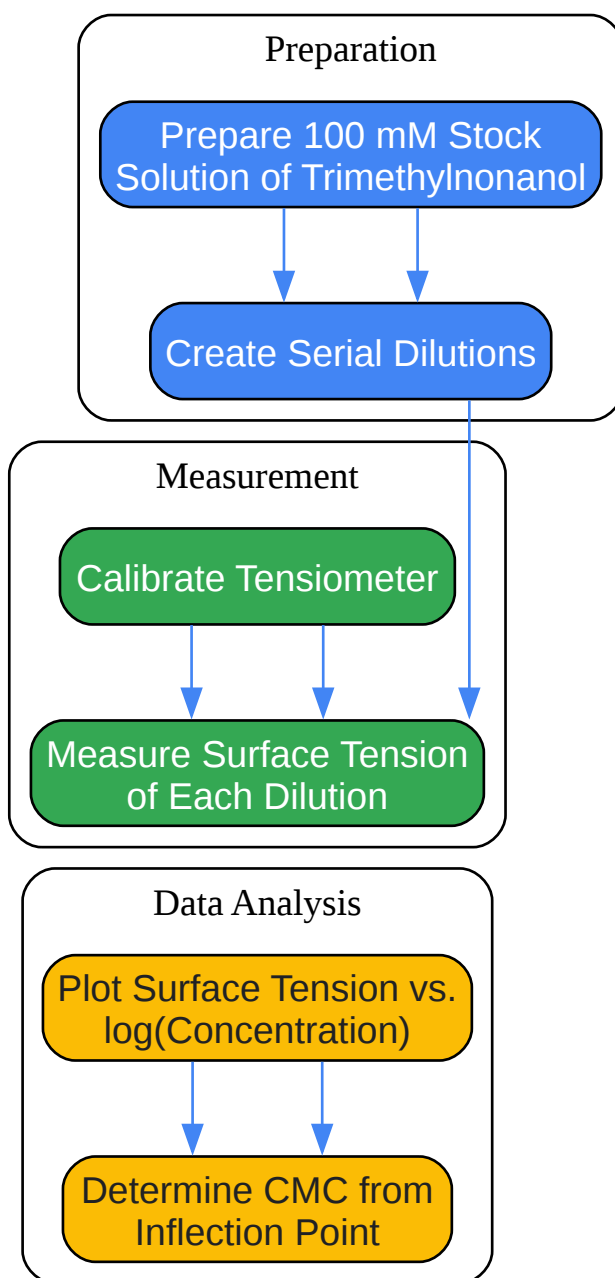 Preparation
Prepare 100 mM Stock
Solution of Trimethylnonanol
Create Serial Dilutions
Measurement
Calibrate Tensiometer
Measure Surface Tension
of Each Dilution
Data Analysis
Plot Surface Tension vs.
log(Concentration)
Determine CMC from
Inflection Point